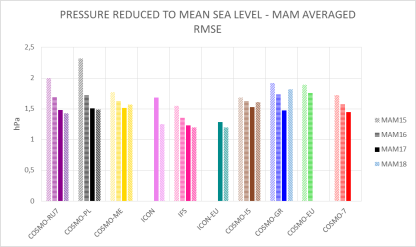 PRESSURE REDUCED TO MEAN SEA LEVEL - MAM AVERAGED
RMSE
2,5
2
1,5
1
0,5
0
hPa
COSMO-RU7
COSMO-PL
COSMO-ME
ICON
IFS
ICON-EU
COSMO-IS
COSMO-GR
COSMO-EU
COSMO-7
MAM15
MAM16
MAM17
MAM18